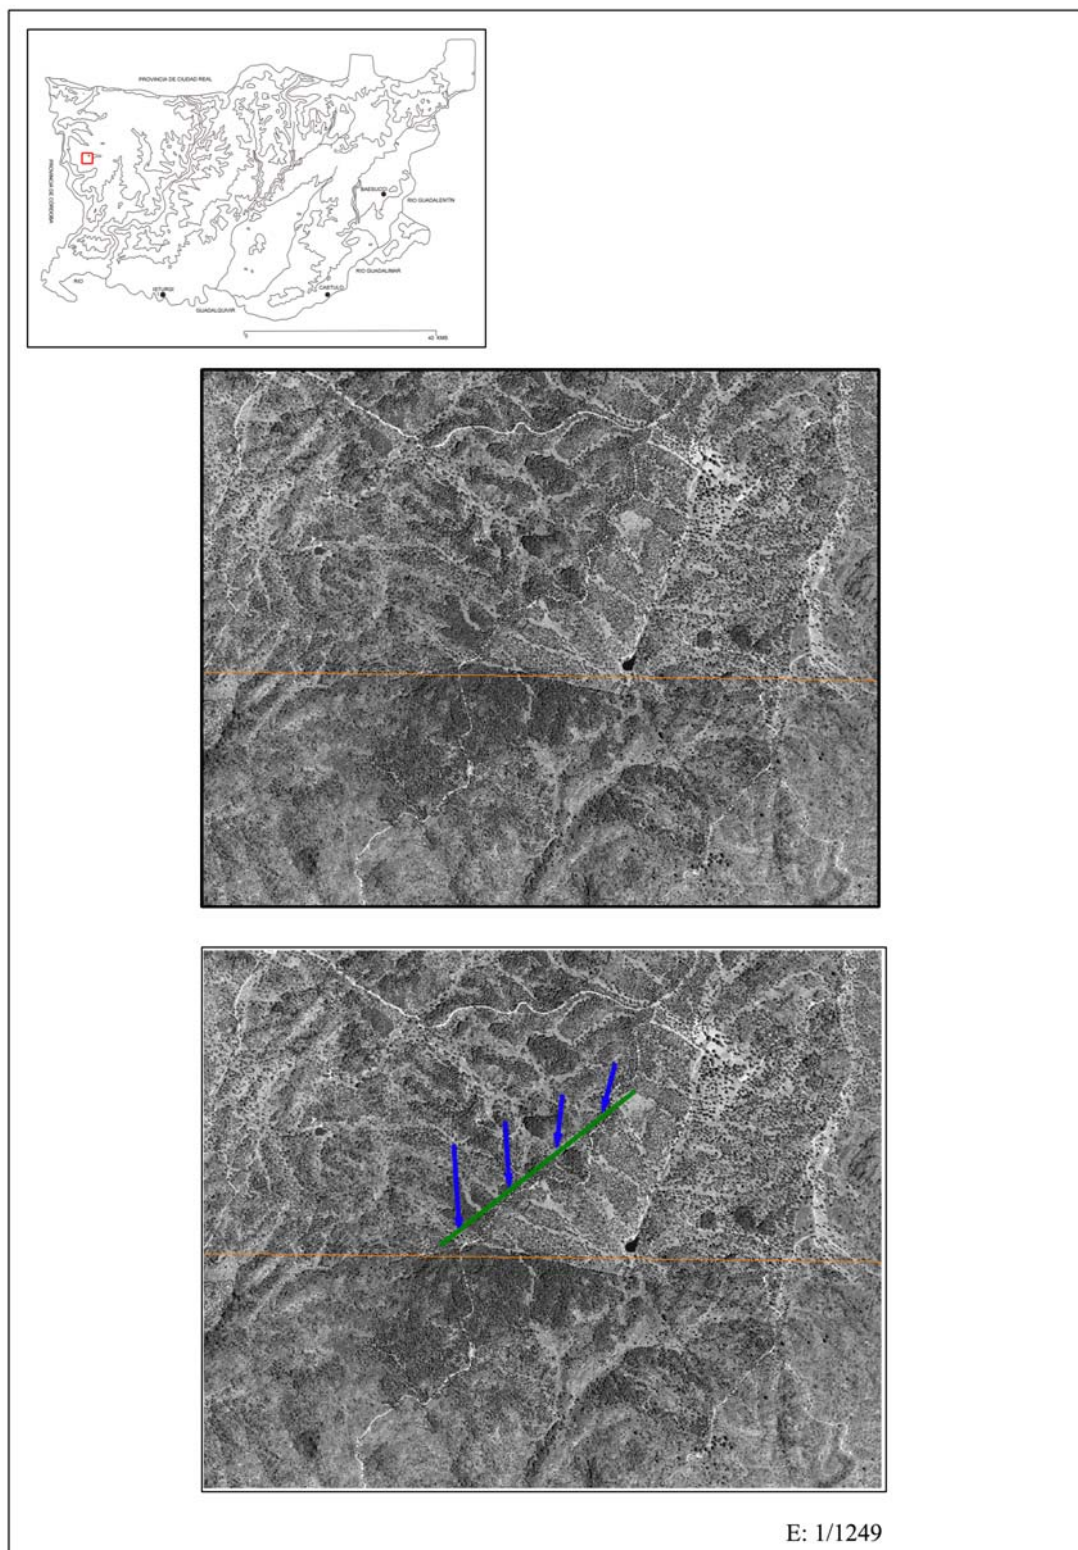 PROVINCIA DE CIUDAD REAL
PROVINCIA DE CORDOBA
BAESUCCI
RIO GUADALENTIN
RIO GUADALIMAR
RIO
ISTURGI
CASTULO
GUADALQUIVIR
0
40 KMS
E: 1/1249